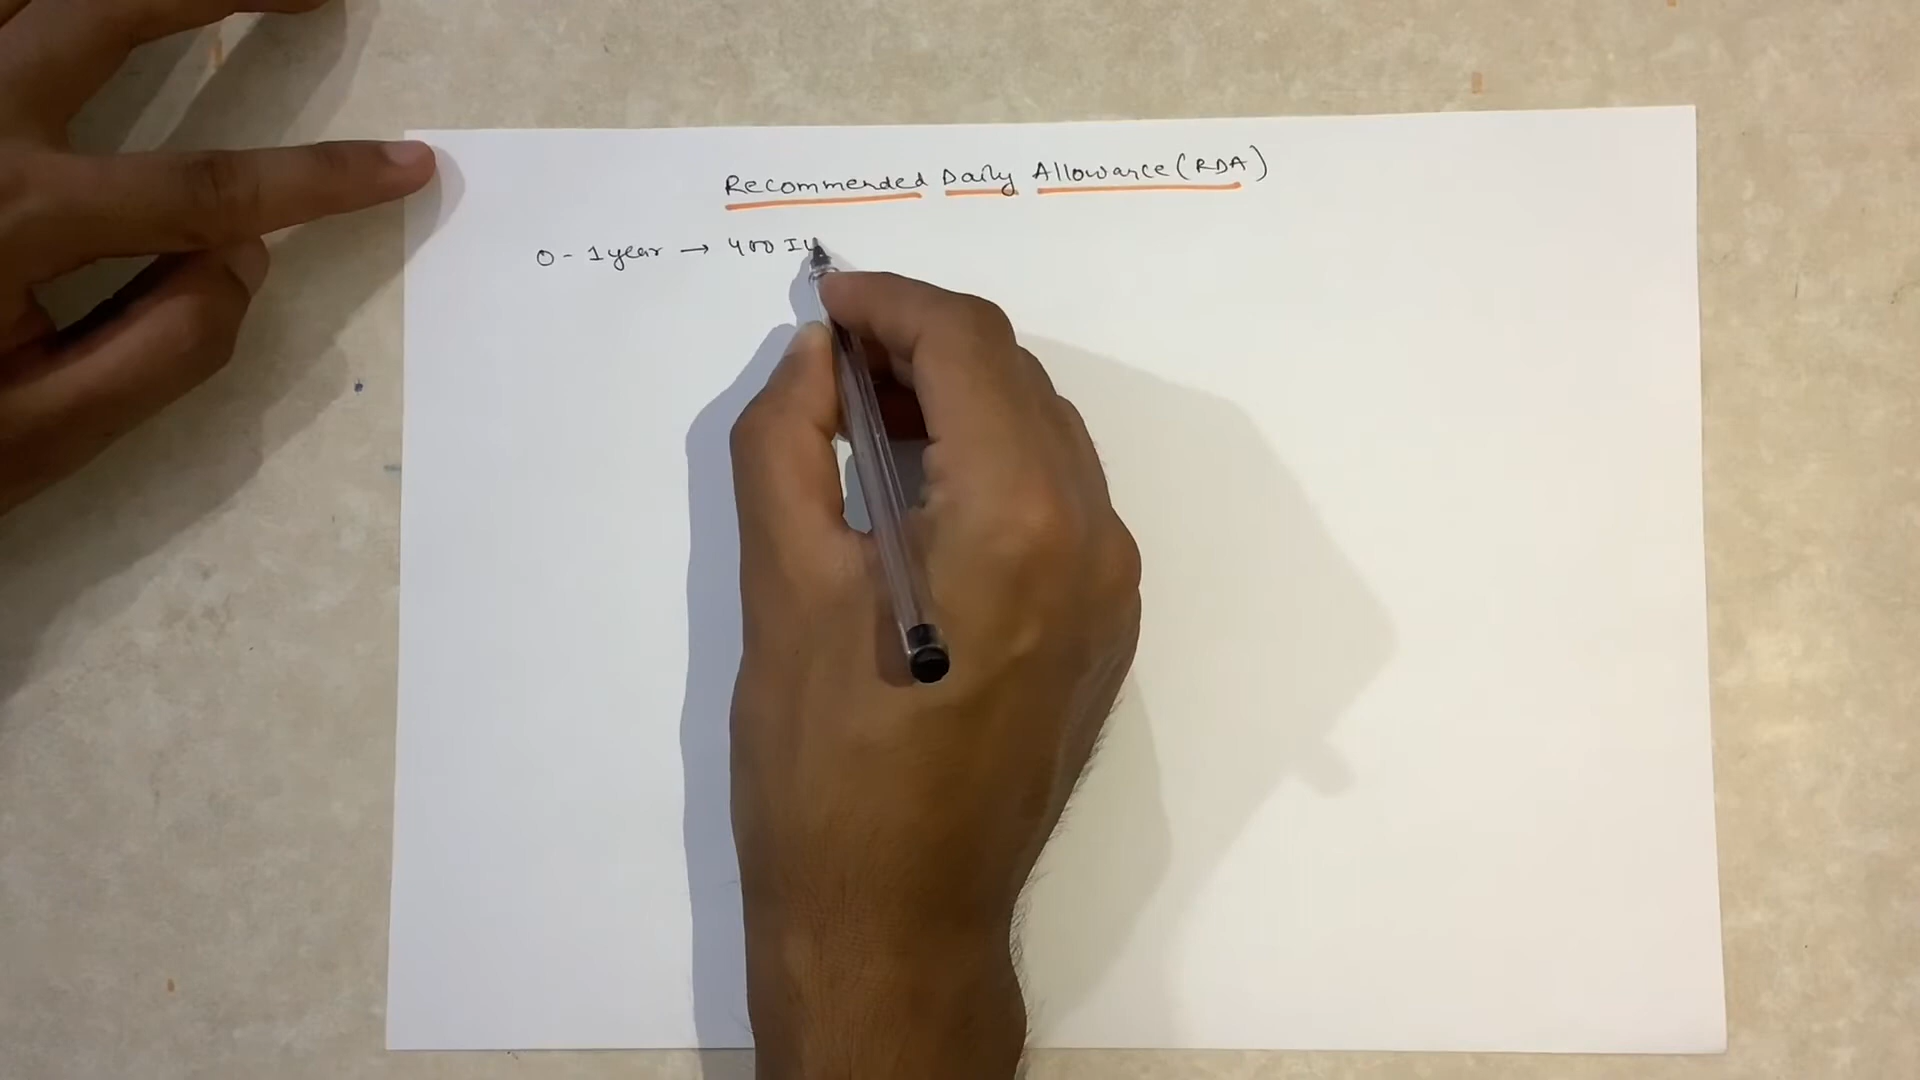 Recommended Daily Allowance (RDA)
0 - 1 year → 400 IU